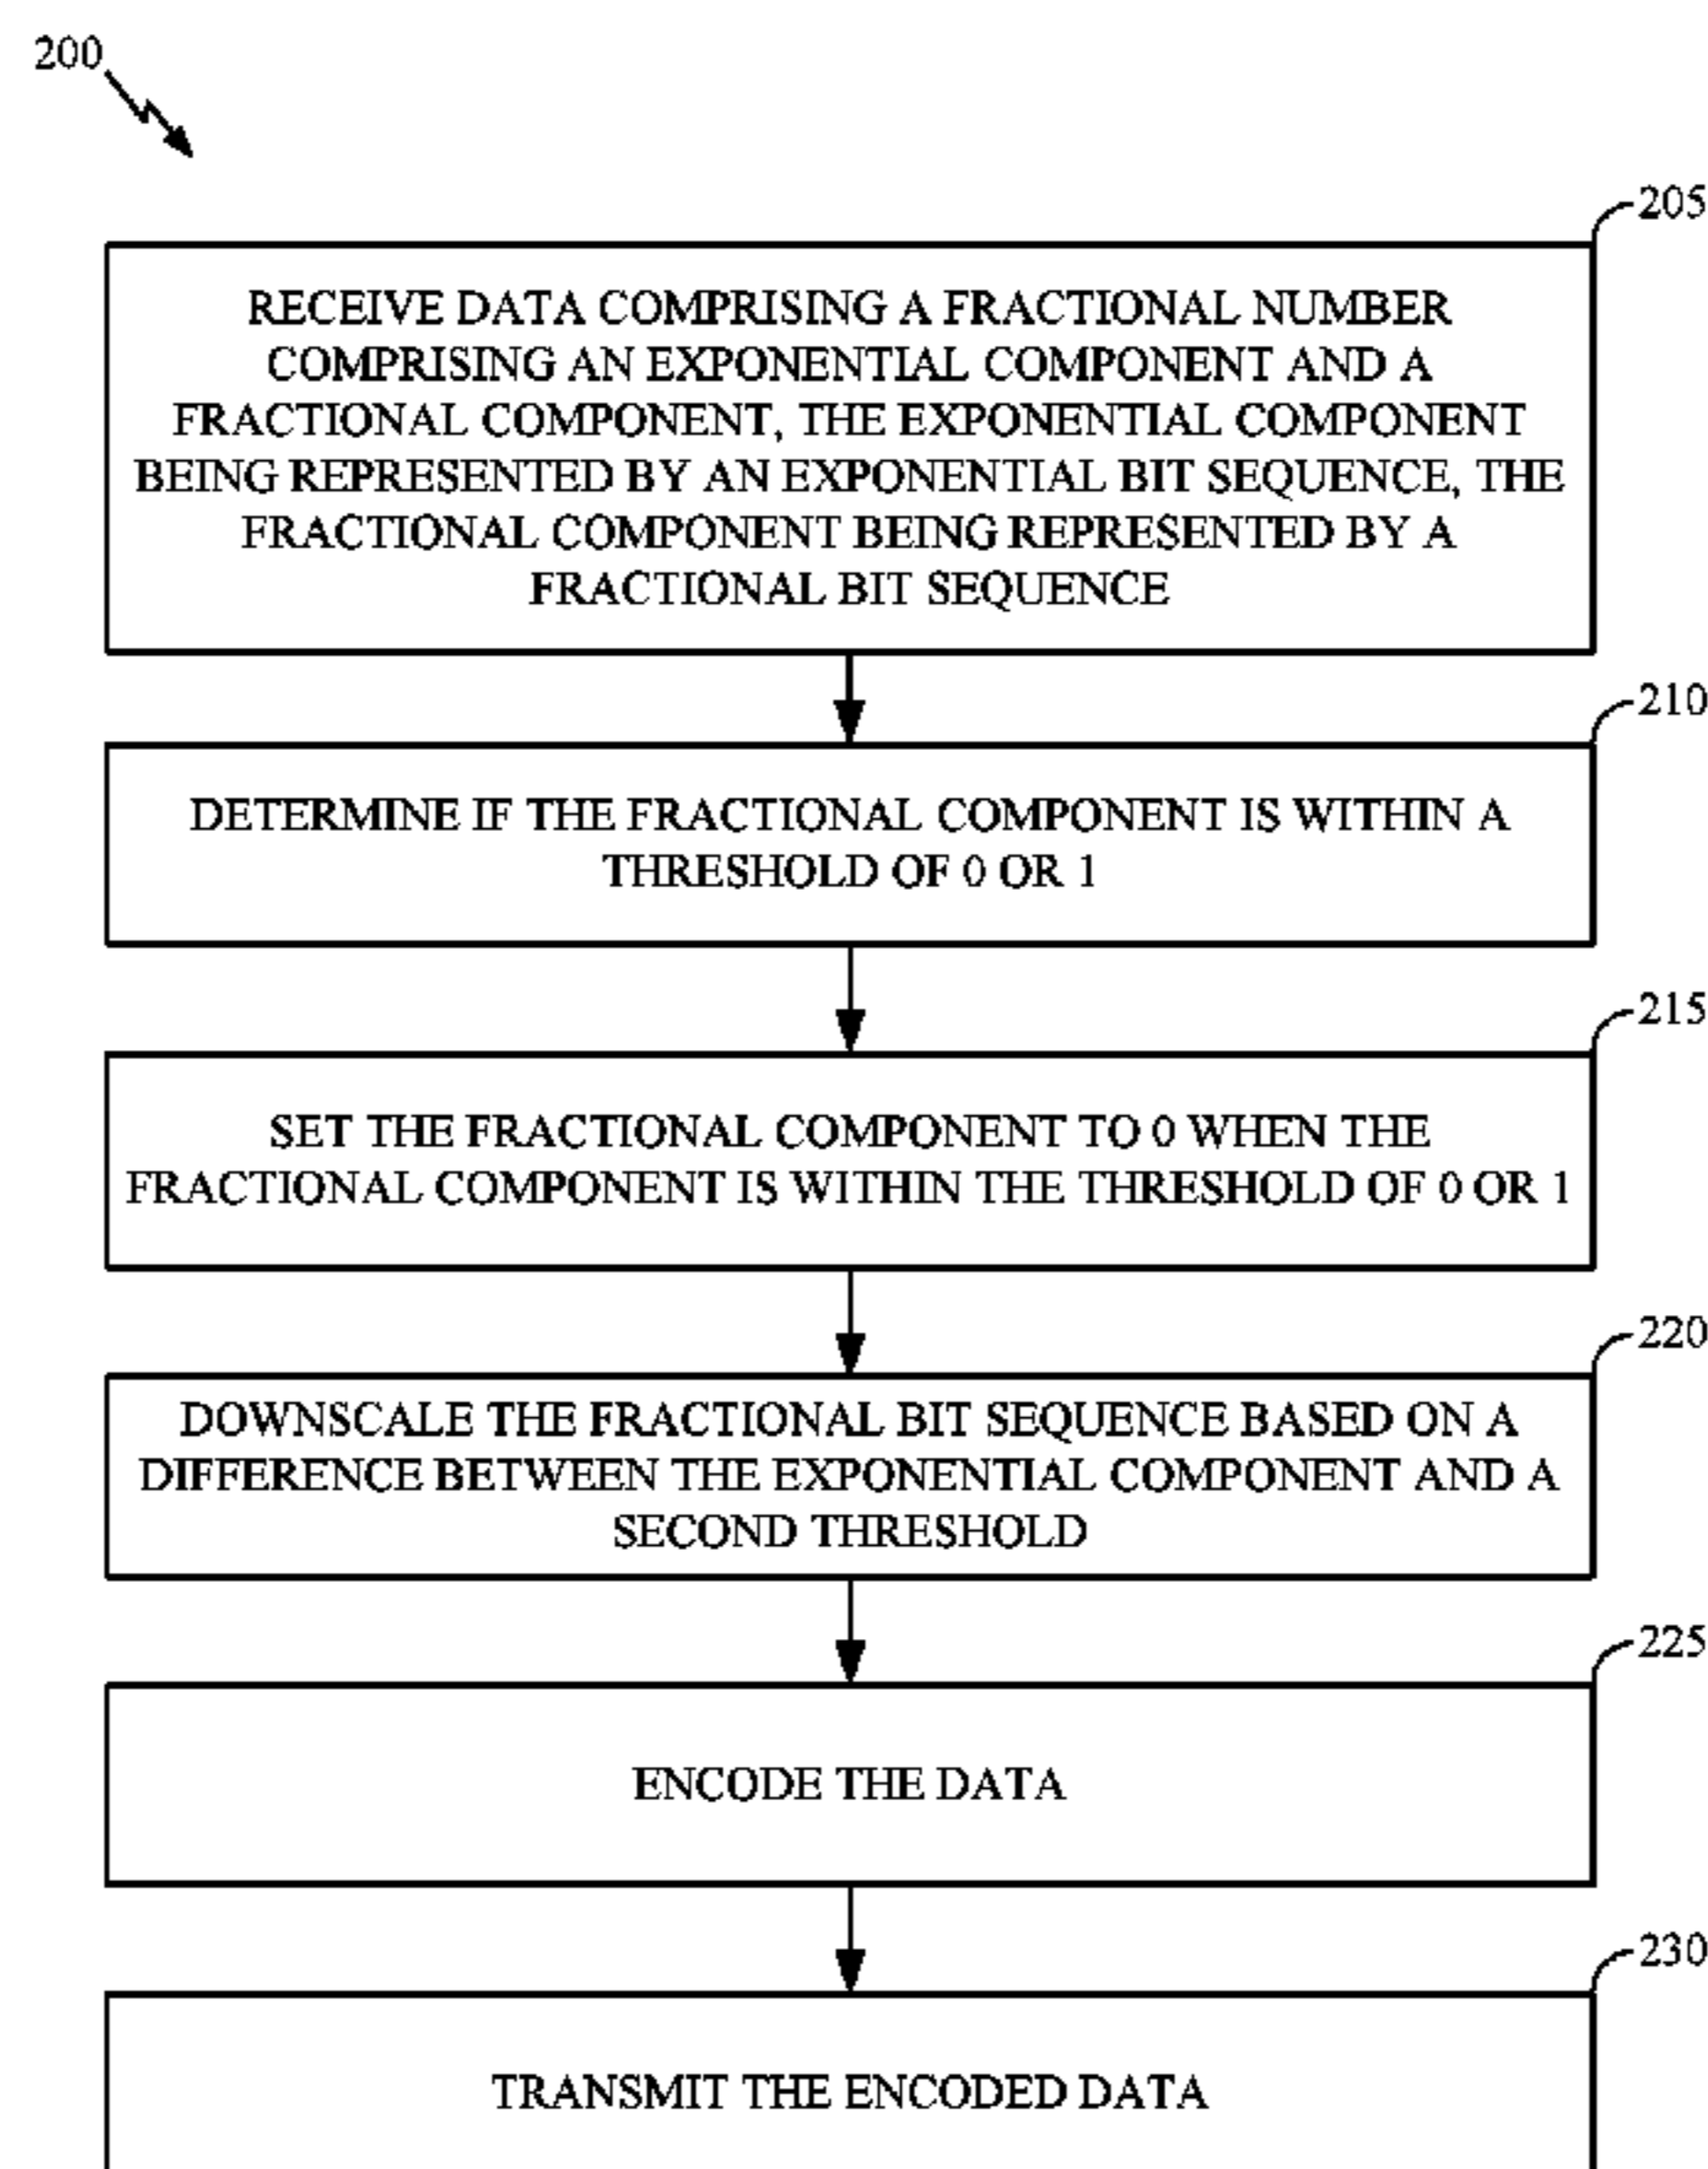 200
205
RECEIVE DATA COMPRISING A FRACTIONAL NUMBER
COMPRISING AN EXPONENTIAL COMPONENT AND A
FRACTIONAL COMPONENT, THE EXPONENTIAL COMPONENT
BEING REPRESENTED BY AN EXPONENTIAL BIT SEQUENCE, THE
FRACTIONAL COMPONENT BEING REPRESENTED BY A
FRACTIONAL BIT SEQUENCE
210
DETERMINE IF THE FRACTIONAL COMPONENT IS WITHIN A
THRESHOLD OF 0 OR 1
215
SET THE FRACTIONAL COMPONENT TO 0 WHEN THE
FRACTIONAL COMPONENT IS WITHIN THE THRESHOLD OF 0 OR 1
220
DOWNSCALE THE FRACTIONAL BIT SEQUENCE BASED ON A
DIFFERENCE BETWEEN THE EXPONENTIAL COMPONENT AND A
SECOND THRESHOLD
225
ENCODE THE DATA
230
TRANSMIT THE ENCODED DATA